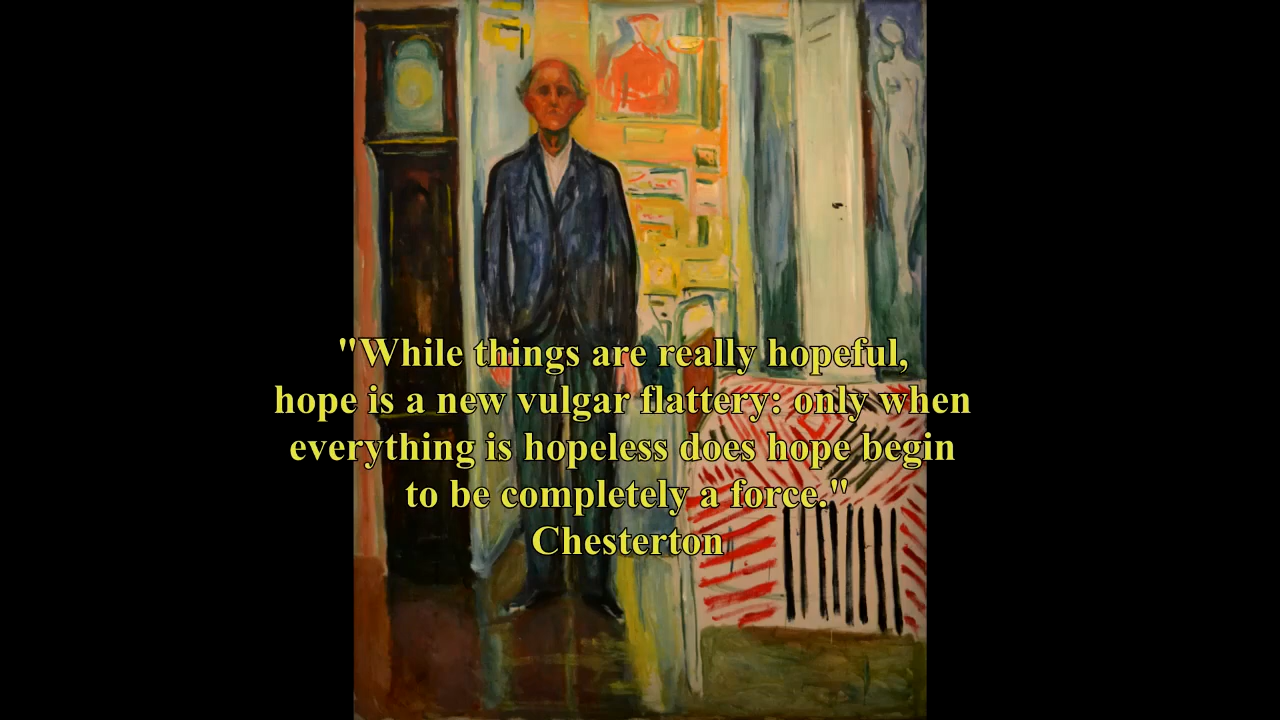 "While things are really hopeful,
hope is a new vulgar flattery: only when
everything is hopeless does hope begin
to be completely a force."
Chesterton